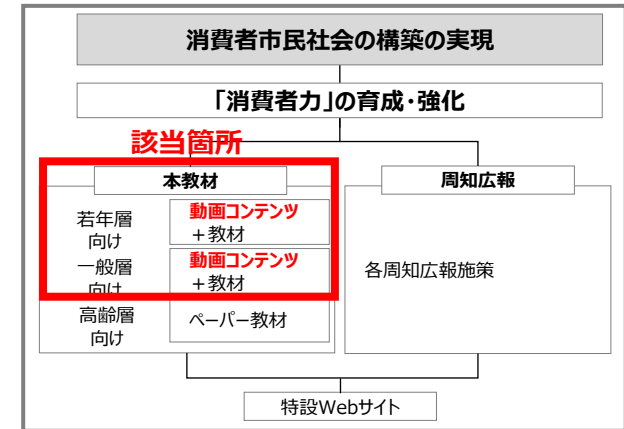 消費者市民社会の構築の実現
「消費者力」の育成・強化
該当箇所
本教材
周知広報
若年層
向け
動画コンテンツ
+教材
一般層
向け
動画コンテンツ
+教材
高齢層
向け
ペーパー教材
各周知広報施策
特設Webサイト